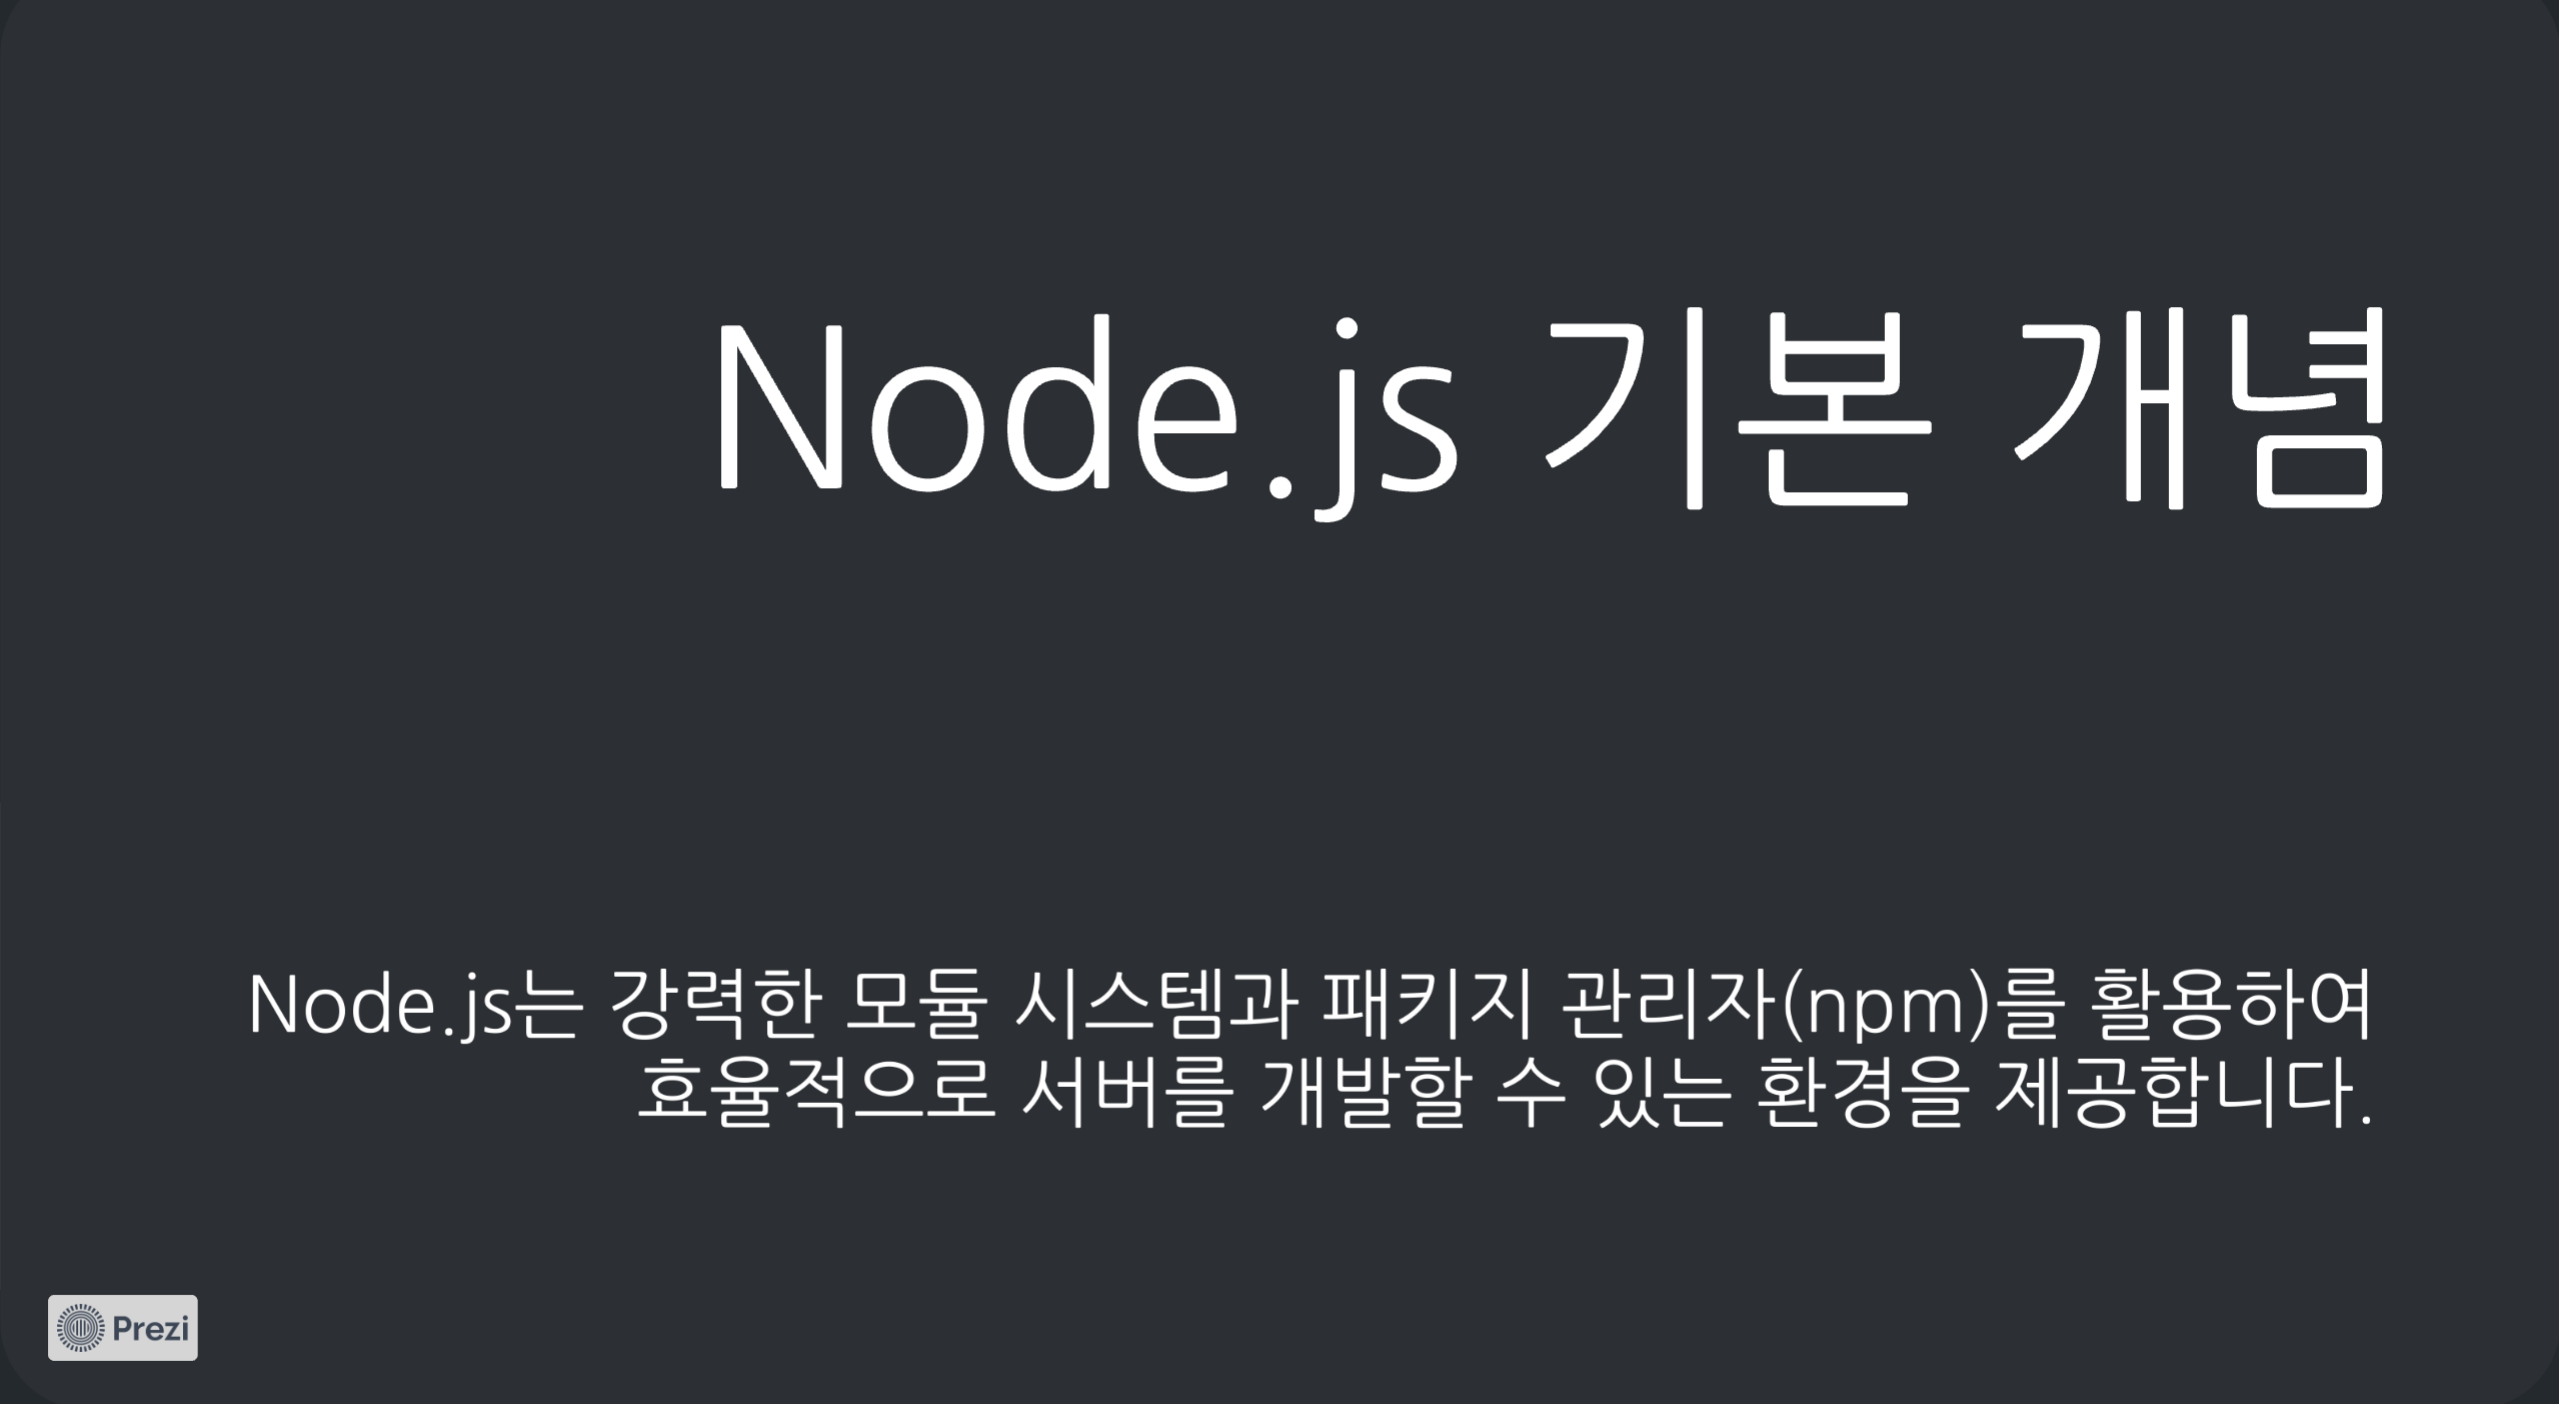 Node.js 기본 개념
Node.js는 강력한 모듈 시스템과 패키지 관리자(npm)를 활용하여
효율적으로 서버를 개발할 수 있는 환경을 제공합니다.
Prezi